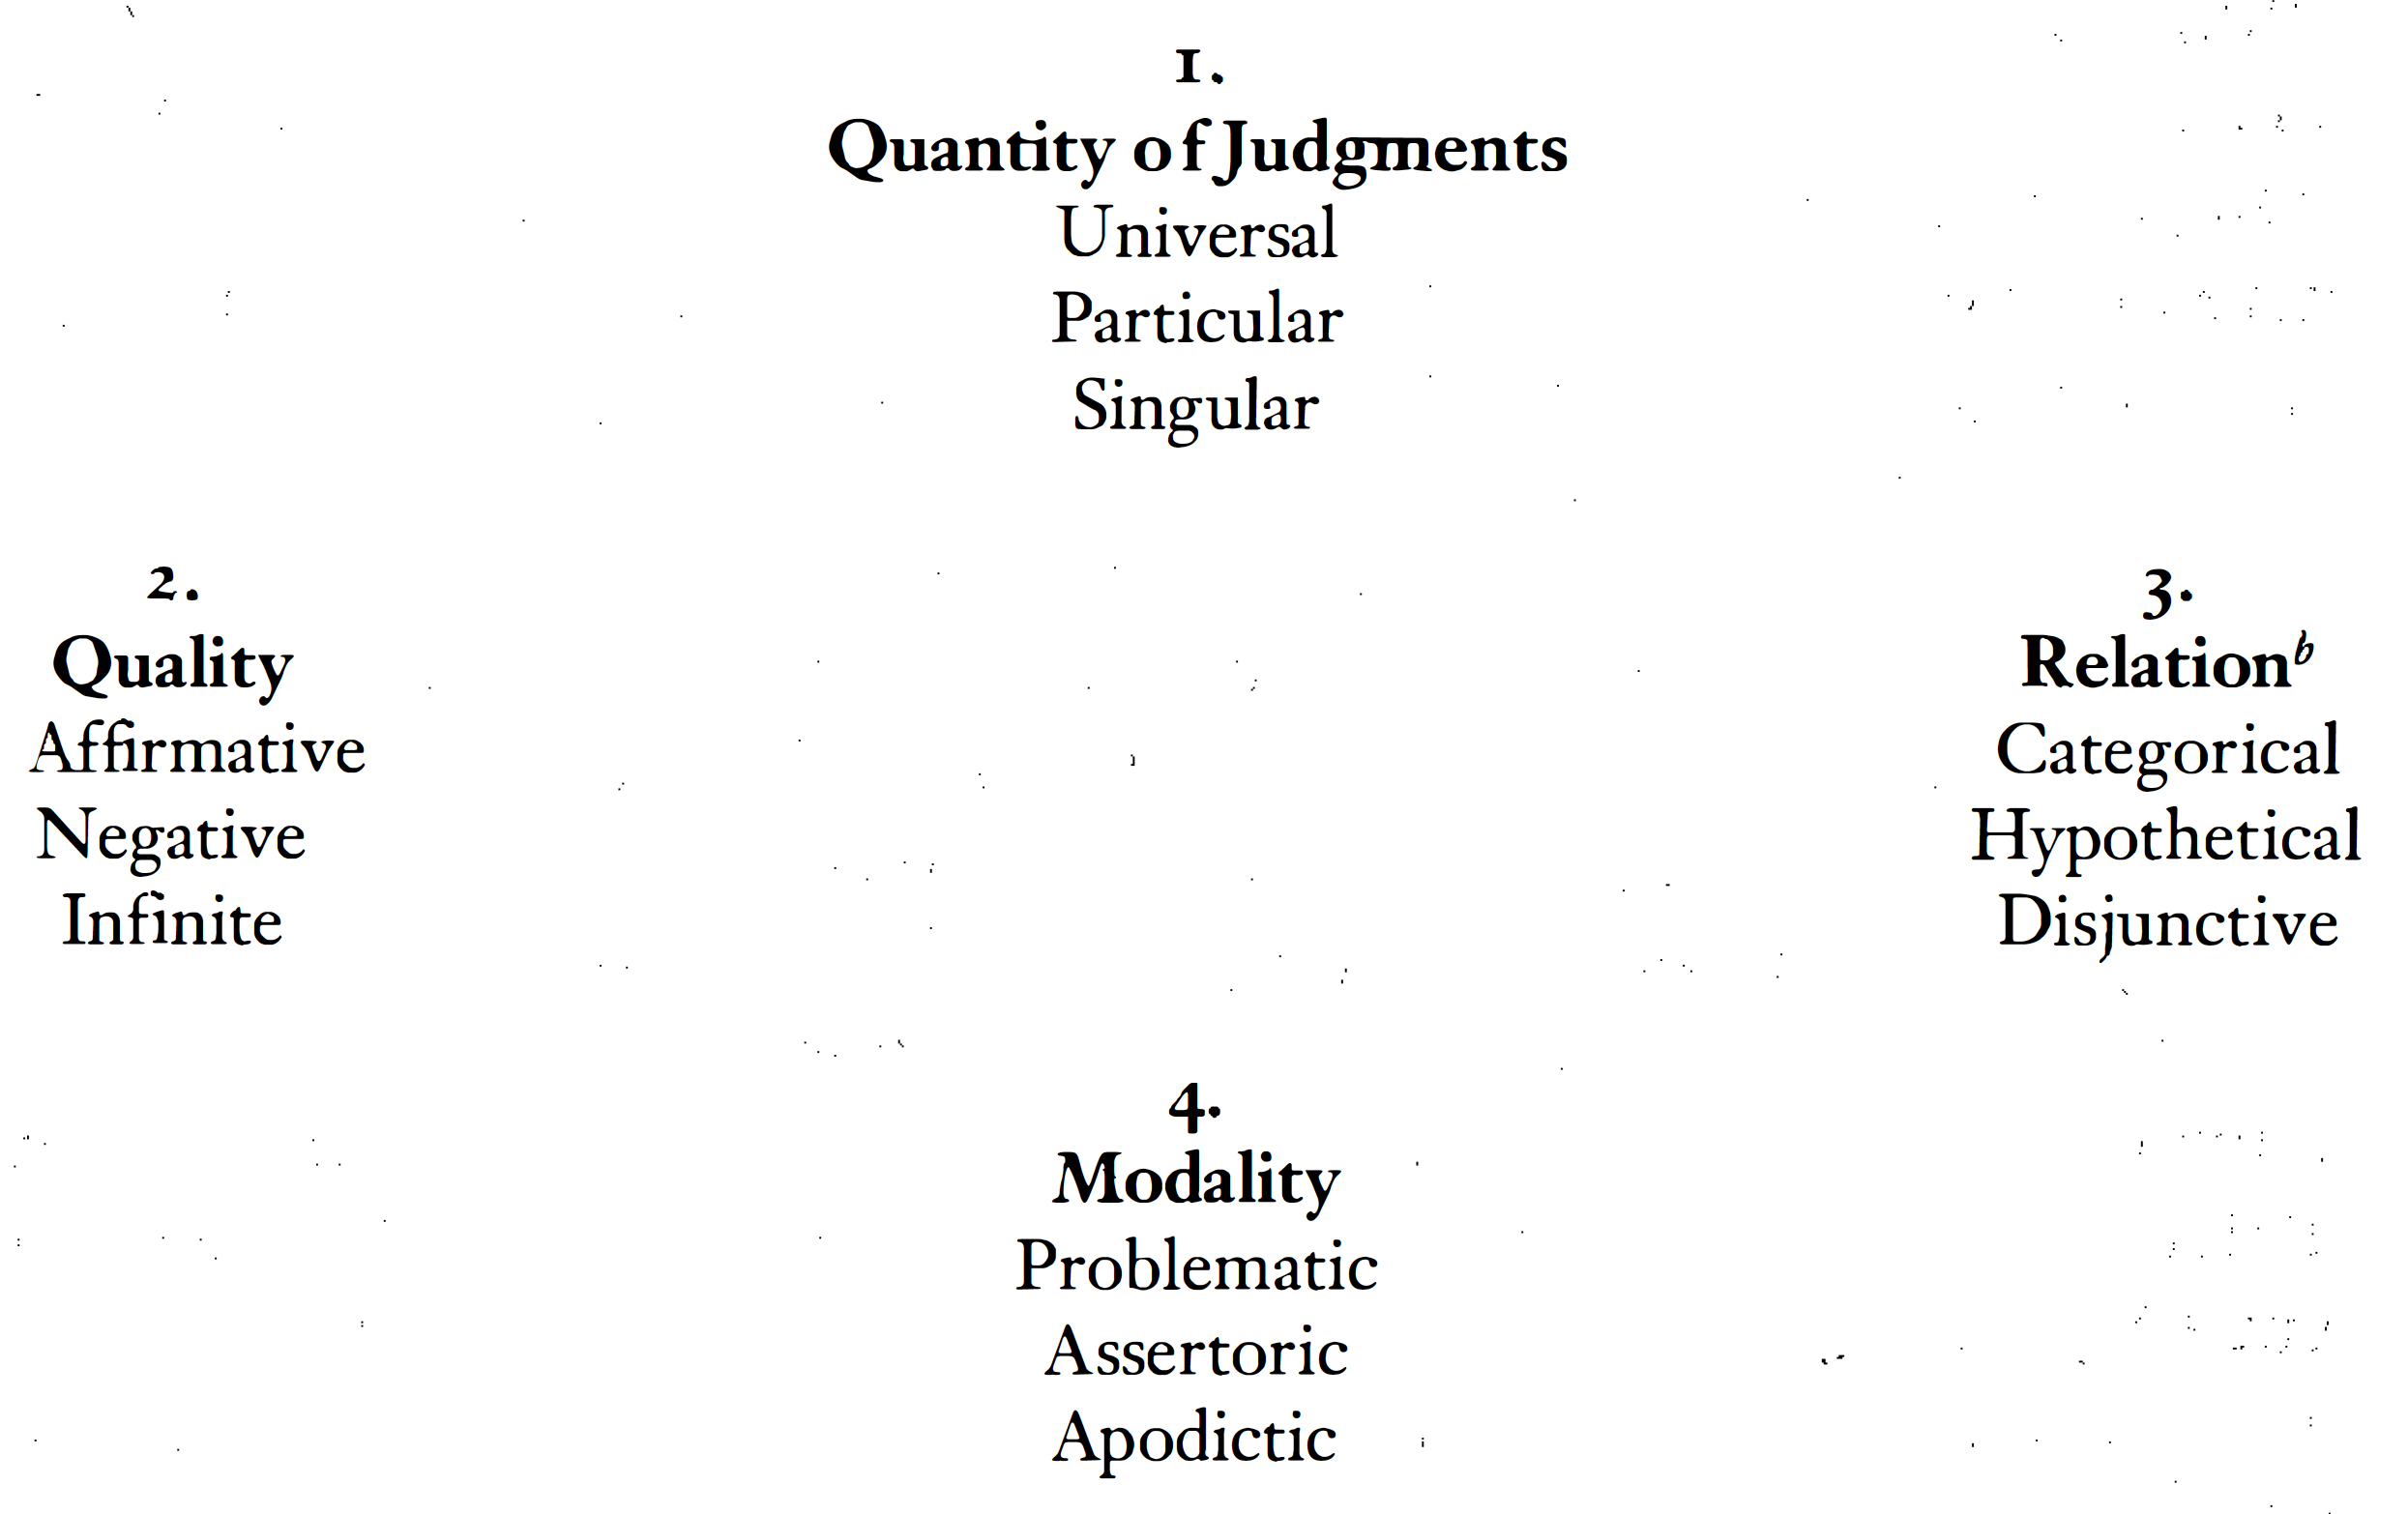 1.
Quantity of Judgments
Universal
Particular
Singular
2.
Quality
Affirmative
Negative
Infinite
3.
Relation^b
Categorical
Hypothetical
Disjunctive
4.
Modality
Problematic
Assertoric
Apodictic